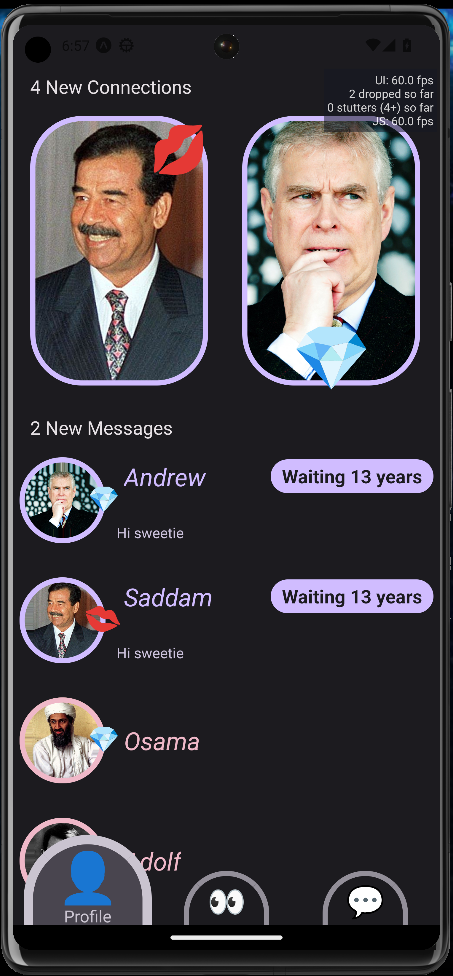 6:57
UI: 60.0 fps
2 dropped so far
0 stutters (4+) so far
JS: 60.0 fps
4 New Connections
2 New Messages
Andrew
Waiting 13 years
Hi sweetie
Saddam
Waiting 13 years
Hi sweetie
Osama
dolf
Profile